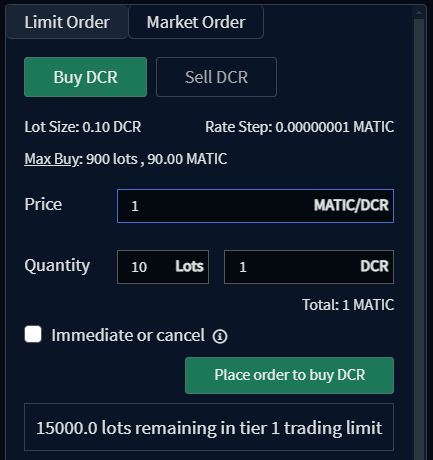 Limit Order Market Order
Buy DCR Sell DCR
Lot Size: 0.10 DCR Rate Step: 0.00000001 MATIC
Max Buy: 900 lots , 90.00 MATIC
Price 1 MATIC/DCR
Quantity 10 Lots 1 DCR
Total: 1 MATIC
Immediate or cancel
Place order to buy DCR
15000.0 lots remaining in tier 1 trading limit